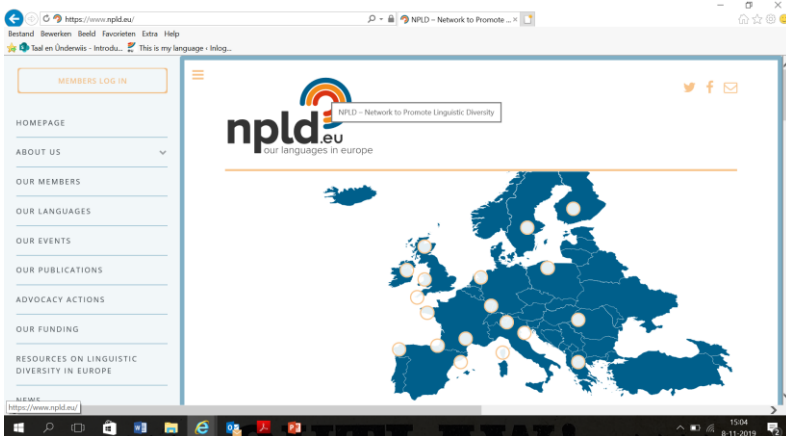 https://www.npld.eu/
NPLD – Network to Promote ...
Bestand Bewerken Beeld Favorieten Extra Help
Taal en Ûnderwiis - Introdu...
This is my language ‹ Inlog...
MEMBERS LOG IN
HOMEPAGE
ABOUT US
OUR MEMBERS
OUR LANGUAGES
OUR EVENTS
OUR PUBLICATIONS
ADVOCACY ACTIONS
OUR FUNDING
RESOURCES ON LINGUISTIC
DIVERSITY IN EUROPE
NEWS
https://www.npld.eu/
NPLD – Network to Promote Linguistic Diversity
npld.eu
our languages in europe
15:04
8-11-2019